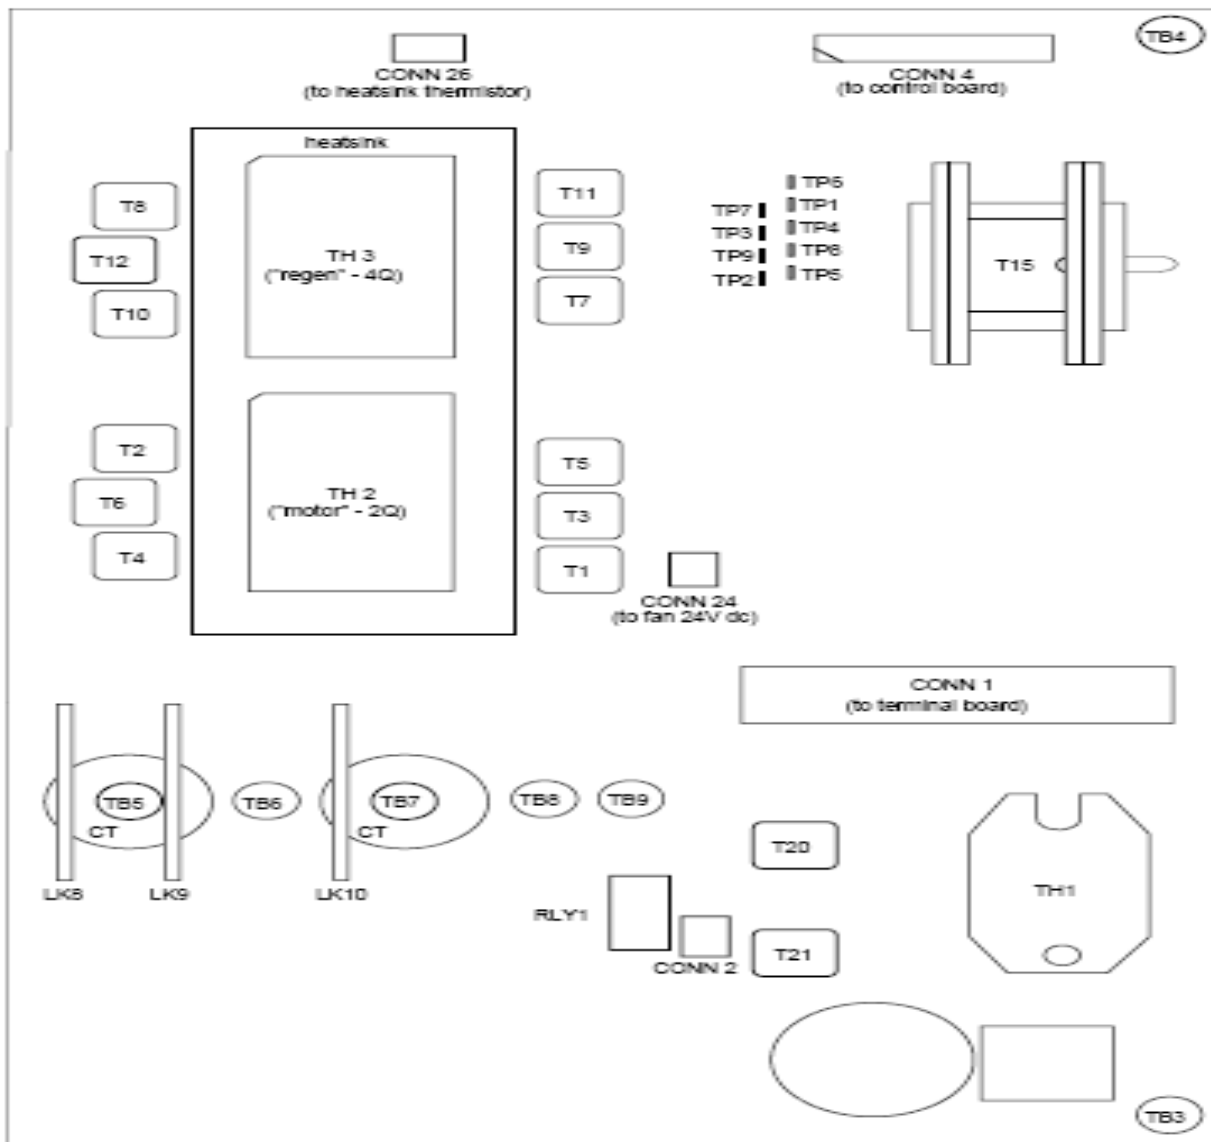 TB4
CONN 26
(to heatsink thermistor)
CONN 4
(to control board)
heatsink
T8
T12
T10
TH 3
("regen" - 4Q)
T11
T9
T7
TP7
TP3
TP9
TP2
TP5
TP1
TP4
TP6
TP5
T15
T2
T6
T4
TH 2
("motor" - 2Q)
T5
T3
T1
CONN 24
(to fan 24V dc)
CONN 1
(to terminal board)
TB5
CT
TB6
TB7
CT
TB8
TB9
LK8
LK9
LK10
T20
TH1
RLY1
CONN 2
T21
TB3